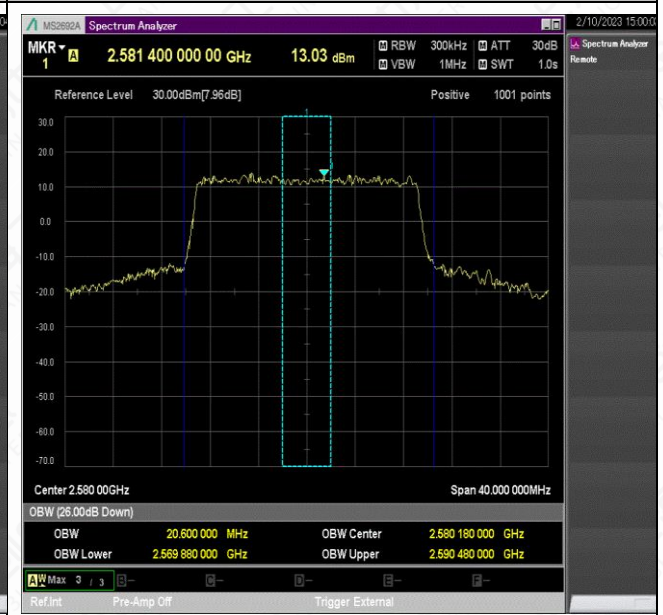 MS2692A Spectrum Analyzer
2/10/2023 15:00:0
MKR 1 A 2.581 400 000 00 GHz 13.03 dBm
M RBW 300kHz M ATT 30dB
M VBW 1MHz M SWT 1.0s
Spectrum Analyzer
Remote
Reference Level 30.00dBm[7.96dB] Positive 1001 points
1
30.0
20.0
10.0
0.0
-10.0
-20.0
-30.0
-40.0
-50.0
-60.0
-70.0
Center 2.580 00GHz Span 40.000 000MHz
OBW (26.00dB Down)
OBW 20.600 000 MHz OBW Center 2.580 180 000 GHz
OBW Lower 2.569 880 000 GHz OBW Upper 2.590 480 000 GHz
A Max 3 / 3 B- C- D- E- F-
Ref.Int Pre-Amp Off Trigger External